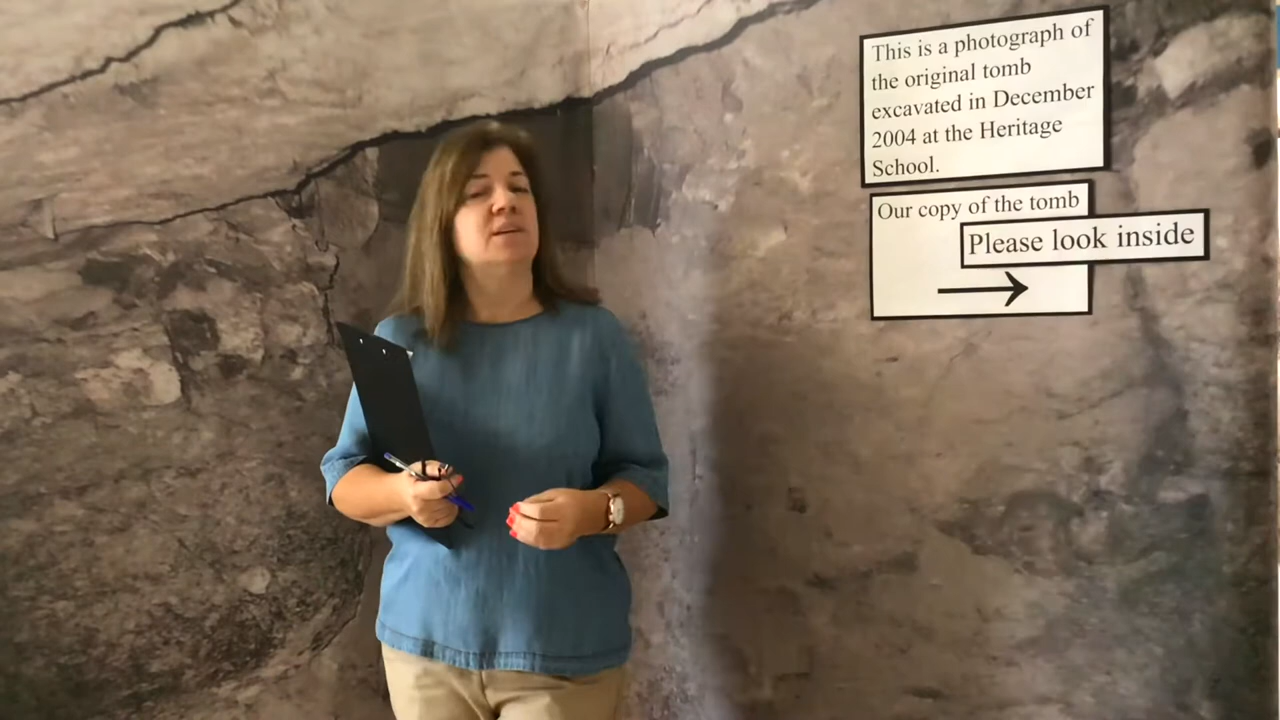 This is a photograph of
the original tomb
excavated in December
2004 at the Heritage
School.
Our copy of the tomb
Please look inside